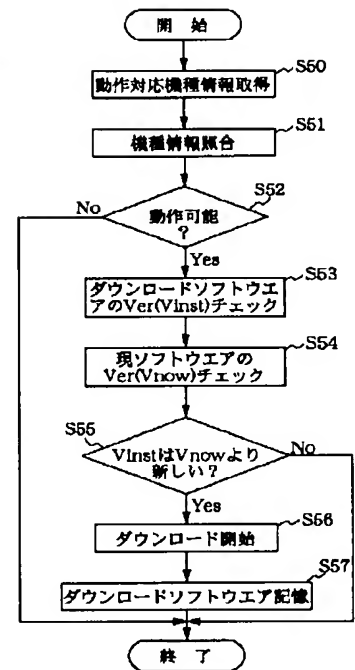 開 始
S50
動作対応機種情報取得
S51
機種情報照合
S52
No
動作可能
?
Yes
S53
ダウンロードソフトウエ
アのVer(Vinst)チェック
S54
現ソフトウエアの
Ver(Vnow)チェック
S55
VinstはVnowより
新しい?
No
Yes
S56
ダウンロード開始
S57
ダウンロードソフトウエア記憶
終 了